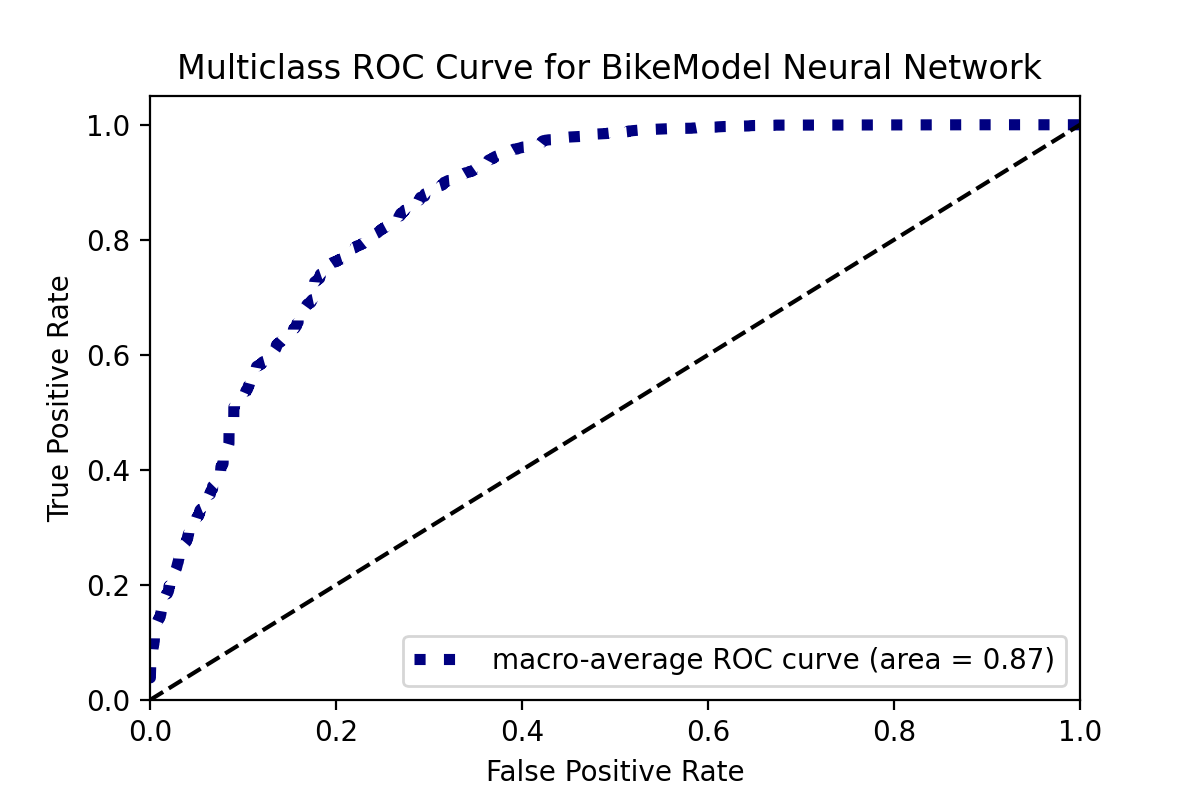 Multiclass ROC Curve for BikeModel Neural Network
True Positive Rate
1.0
0.8
0.6
0.4
0.2
0.0
macro-average ROC curve (area = 0.87)
0.0 0.2 0.4 0.6 0.8 1.0
False Positive Rate